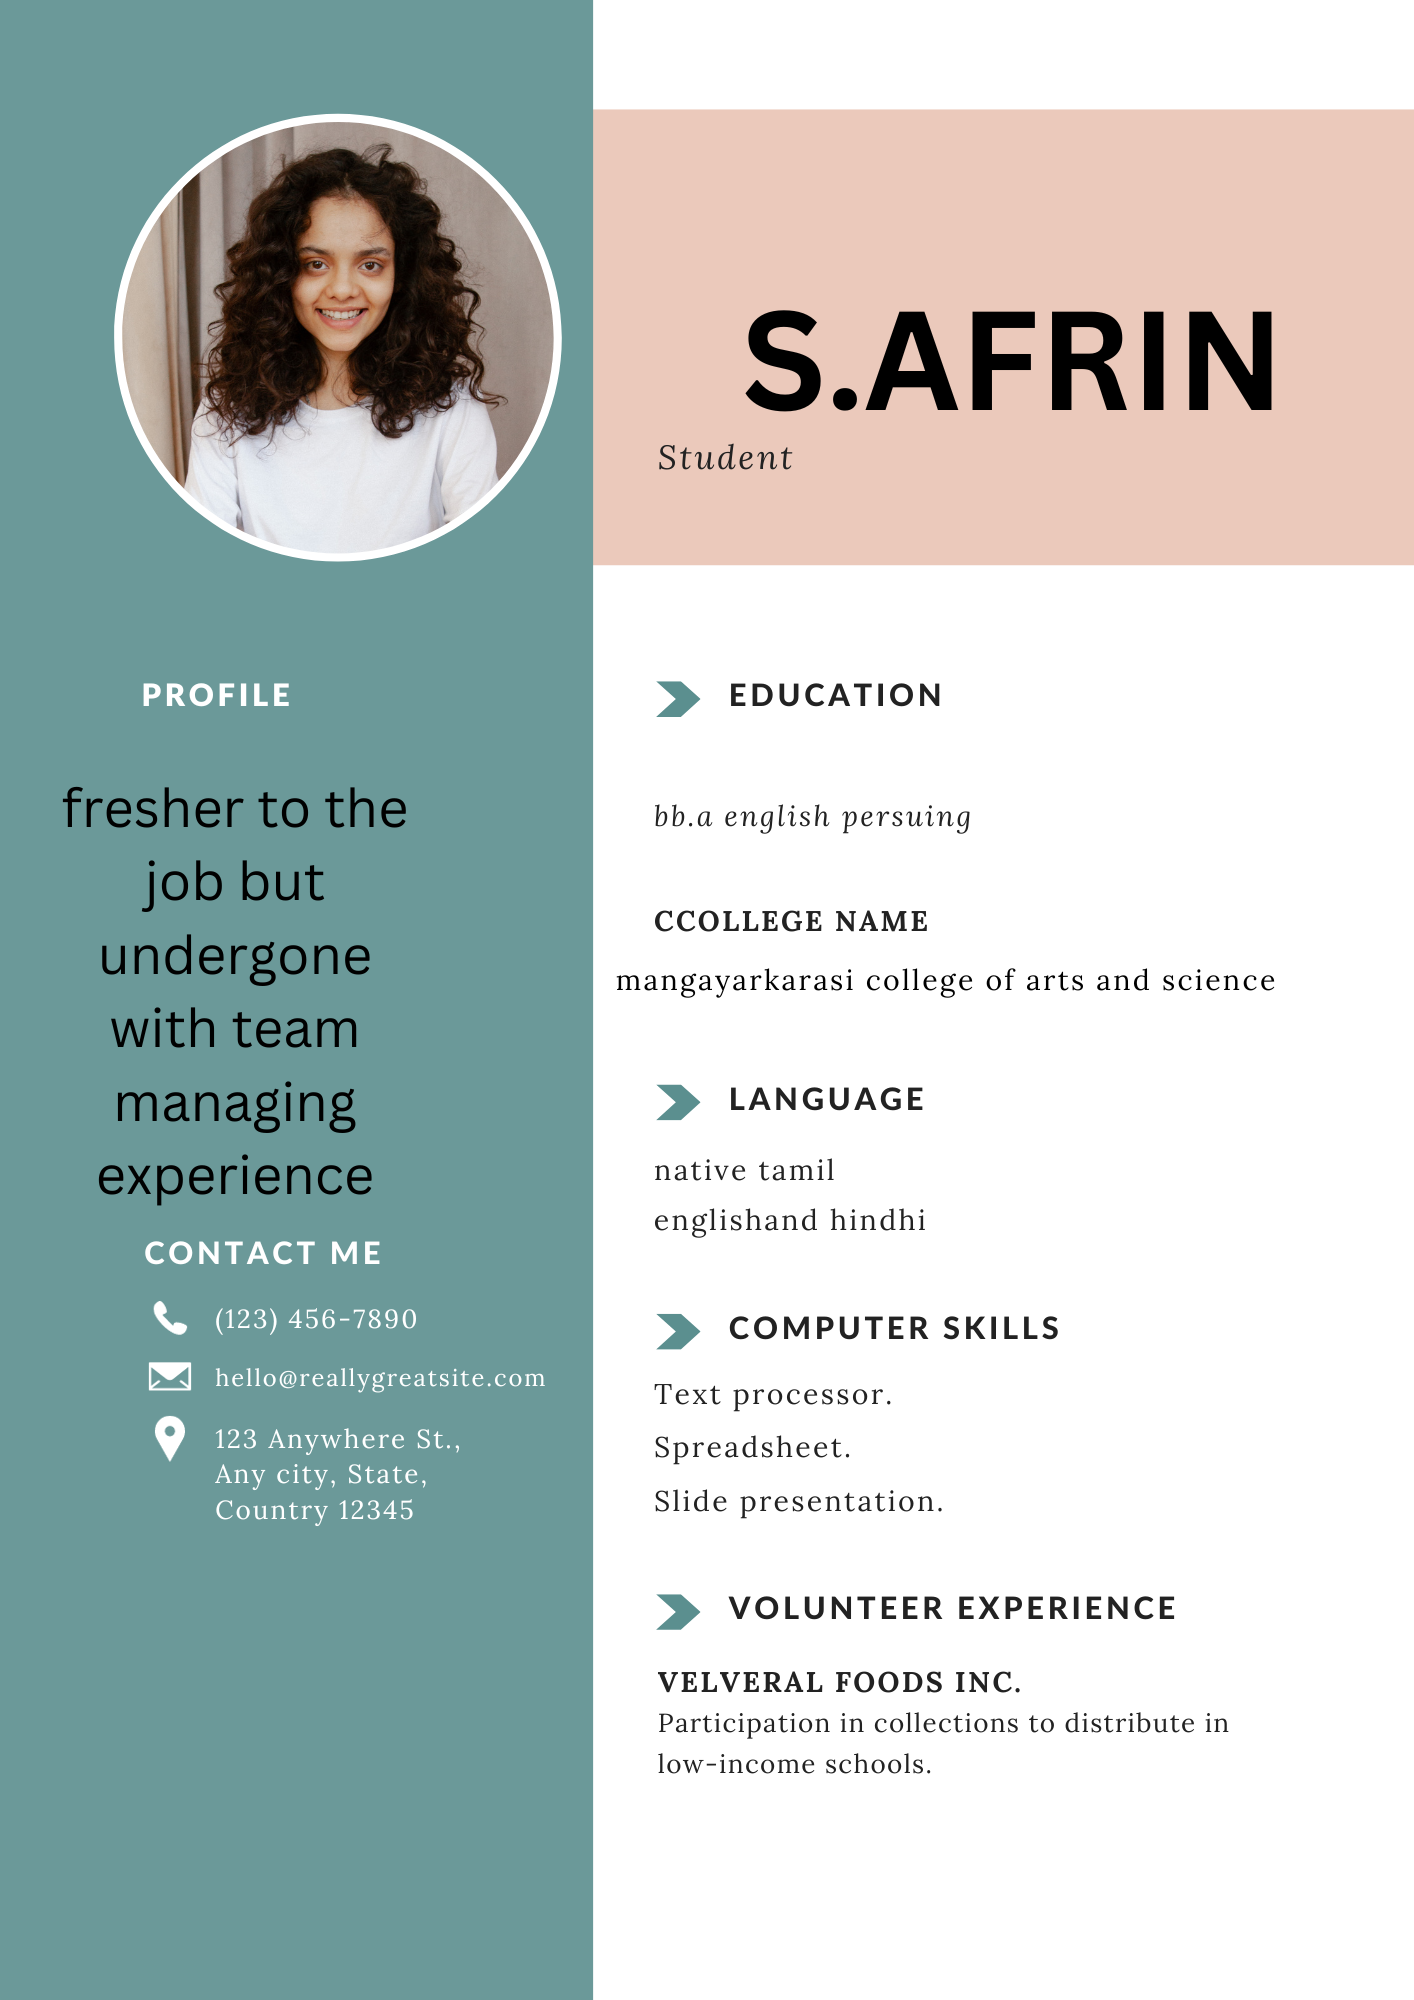 S.AFRIN
Student
PROFILE
fresher to the
job but
undergone
with team
managing
experience
CONTACT ME
(123) 456-7890
hello@reallygreatsite.com
123 Anywhere St.,
Any city, State,
Country 12345
EDUCATION
bb.a english persuing
CCOLLEGE NAME
mangayarkarasi college of arts and science
LANGUAGE
native tamil
englishand hindhi
COMPUTER SKILLS
Text processor.
Spreadsheet.
Slide presentation.
VOLUNTEER EXPERIENCE
VELVERAL FOODS INC.
Participation in collections to distribute in
low-income schools.